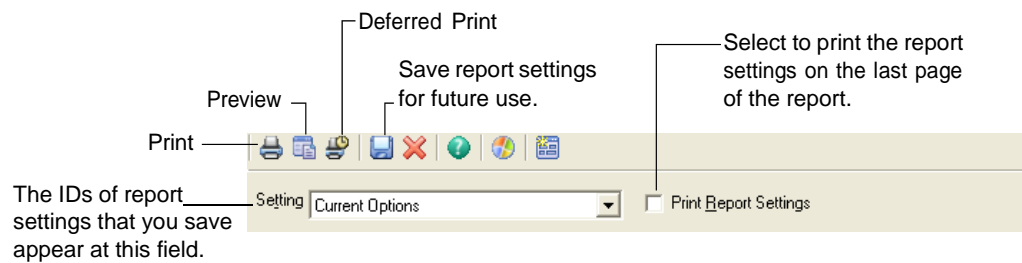 Deferred Print
Select to print the report
settings on the last page
of the report.
Save report settings
for future use.
Preview
Print
The IDs of report
settings that you save
appear at this field.
Setting
Current Options
Print Report Settings